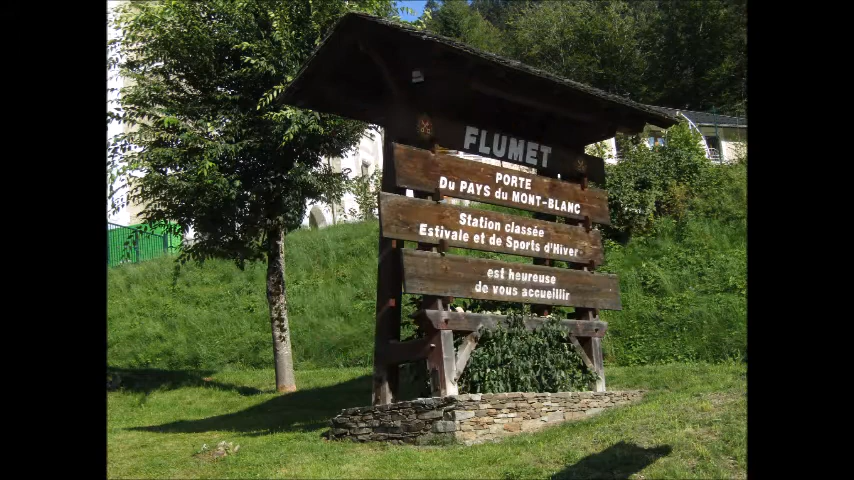 FLUMET
PORTE
DU PAYS du MONT-BLANC
Station classée
Estivale et de Sports d'Hiver
est heureuse
de vous accueillir